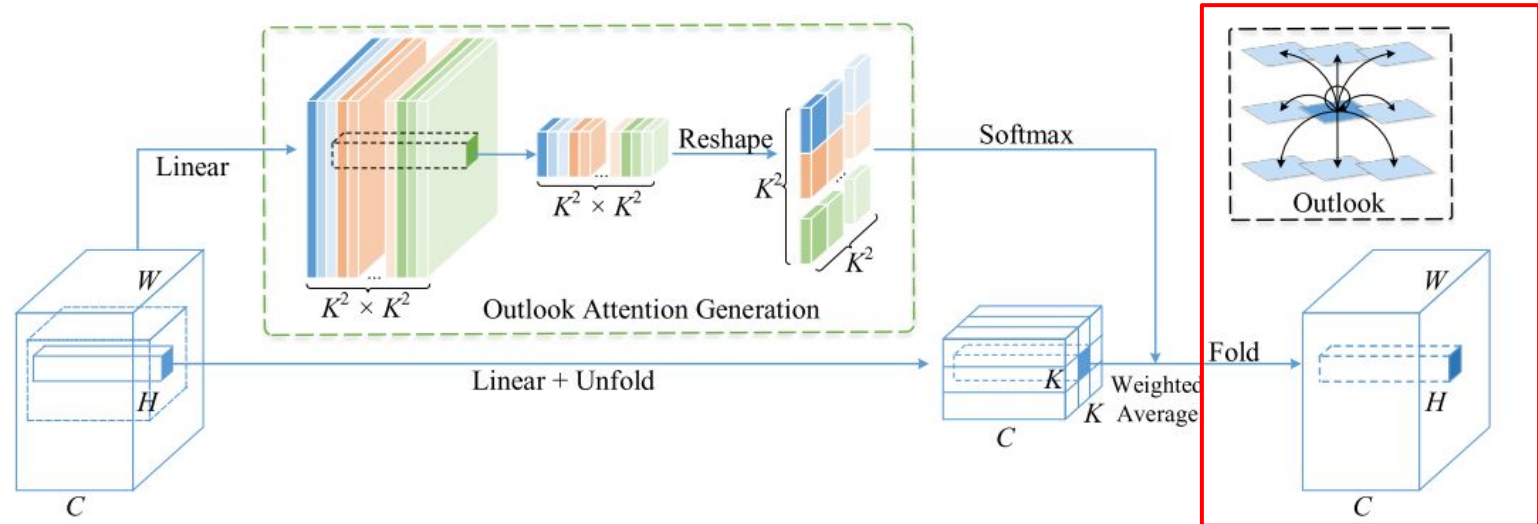 Linear
K² × K²
...
K² × K²
...
Outlook Attention Generation
Reshape
K²
...
K²
Softmax
Outlook
W
H
C
Linear + Unfold
K
K
C
Weighted
Average
Fold
W
H
C